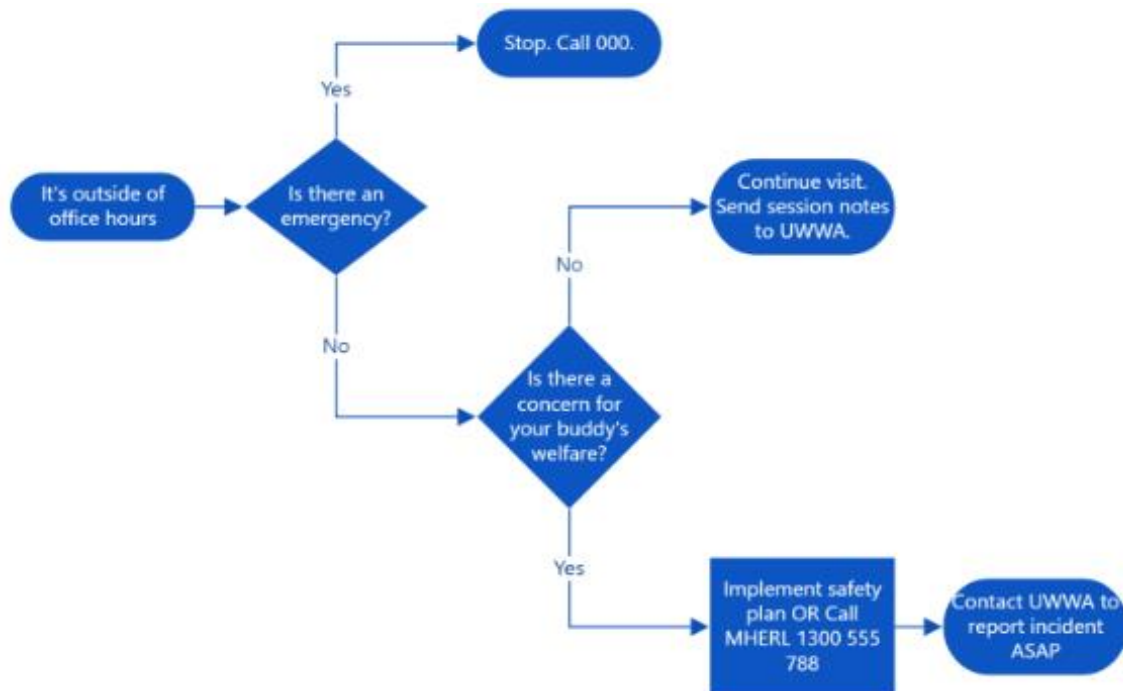 Stop. Call 000.
Yes
It's outside of
office hours
Is there an
emergency?
Continue visit.
Send session notes
to UWWA.
No
No
Is there a
concern for
your buddy's
welfare?
Yes
Implement safety
plan OR Call
MHERL 1300 555
788
Contact UWWA to
report incident
ASAP